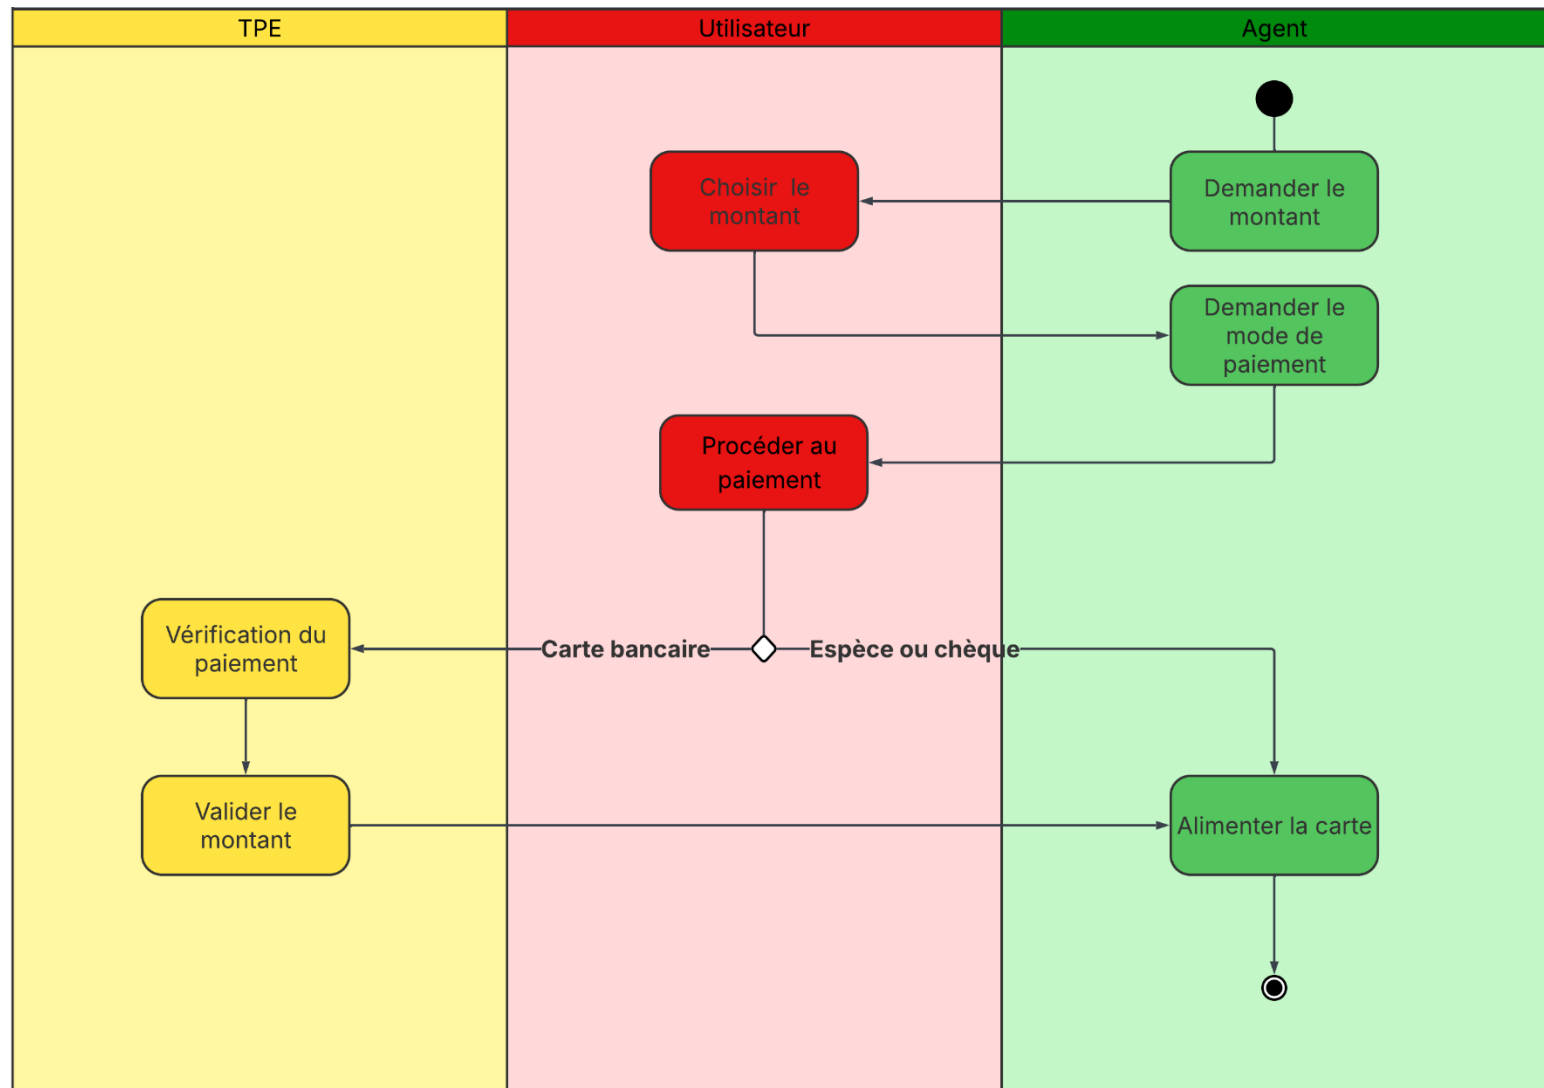 TPE
Utilisateur
Agent
Choisir  le
montant
Demander le
montant
Demander le
mode de
paiement
Procéder au
paiement
Vérification du
paiement
Carte bancaire
Espèce ou chèque
Valider le
montant
Alimenter la carte